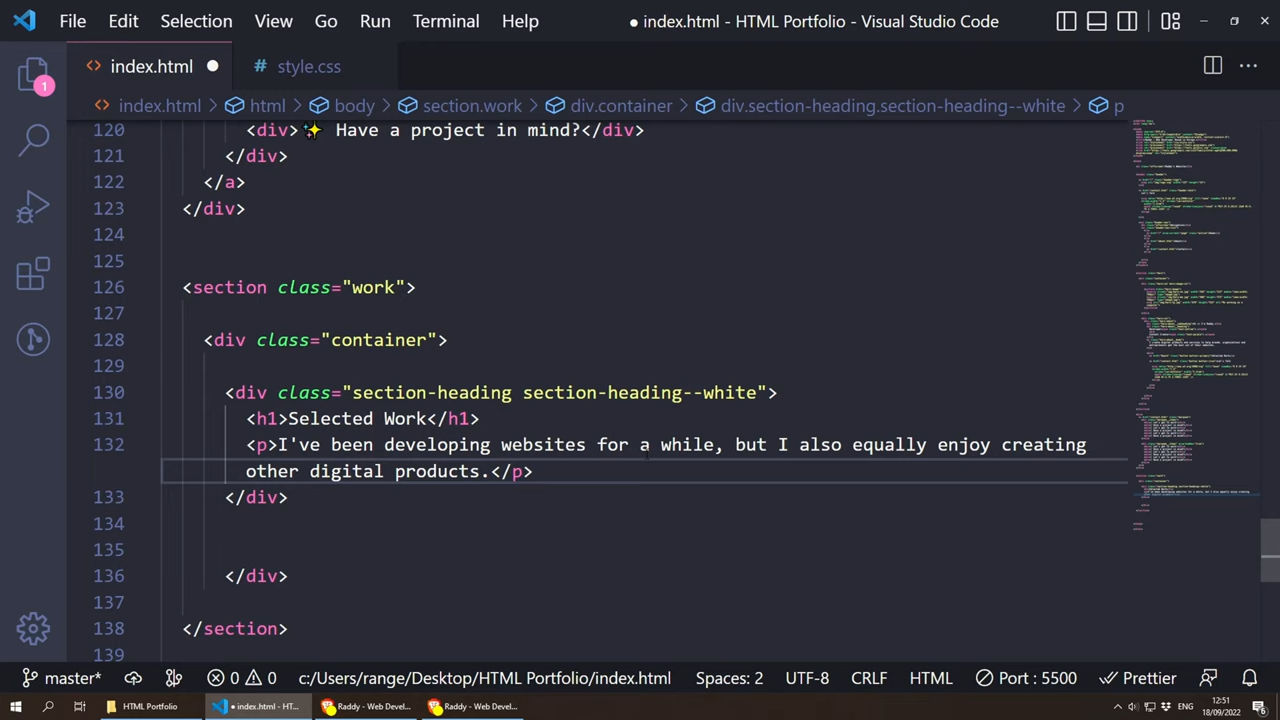 File Edit Selection View Go Run Terminal Help ● index.html - HTML Portfolio - Visual Studio Code
1 index.html # style.css
index.html > html > body > section.work > div.container > div.section-heading.section-heading--white > p
120 <div>✨ Have a project in mind?</div>
121 </div>
122 </a>
123 </div>
124
125
126 <section class="work">
127
128 <div class="container">
129
130 <div class="section-heading section-heading--white">
131 <h1>Selected Work</h1>
132 <p>I've been developing websites for a while, but I also equally enjoy creating
other digital products.</p>
133 </div>
134
135
136 </div>
137
138 </section>
139
master* 0 0 c:/Users/range/Desktop/HTML Portfolio/index.html Spaces: 2 UTF-8 CRLF HTML Port : 5500 Prettier
HTML Portfolio ● index.html - HT... Raddy - Web Devel... Raddy - Web Devel... 12:51
18/09/2022 6